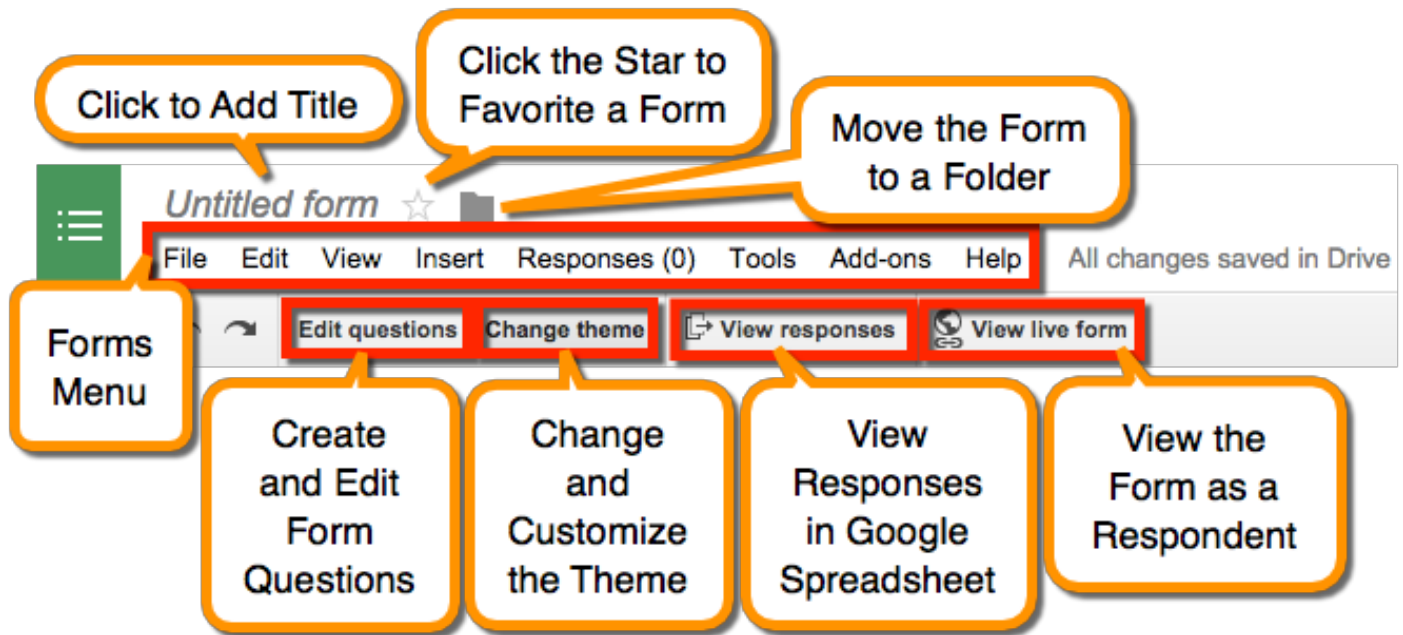 Click to Add Title
Click the Star to
Favorite a Form
Move the Form
to a Folder
Untitled form
File Edit View Insert Responses (0) Tools Add-ons Help All changes saved in Drive
Forms
Menu
Edit questions Change theme View responses View live form
Create
and Edit
Form
Questions
Change
and
Customize
the Theme
View
Responses
in Google
Spreadsheet
View the
Form as a
Respondent